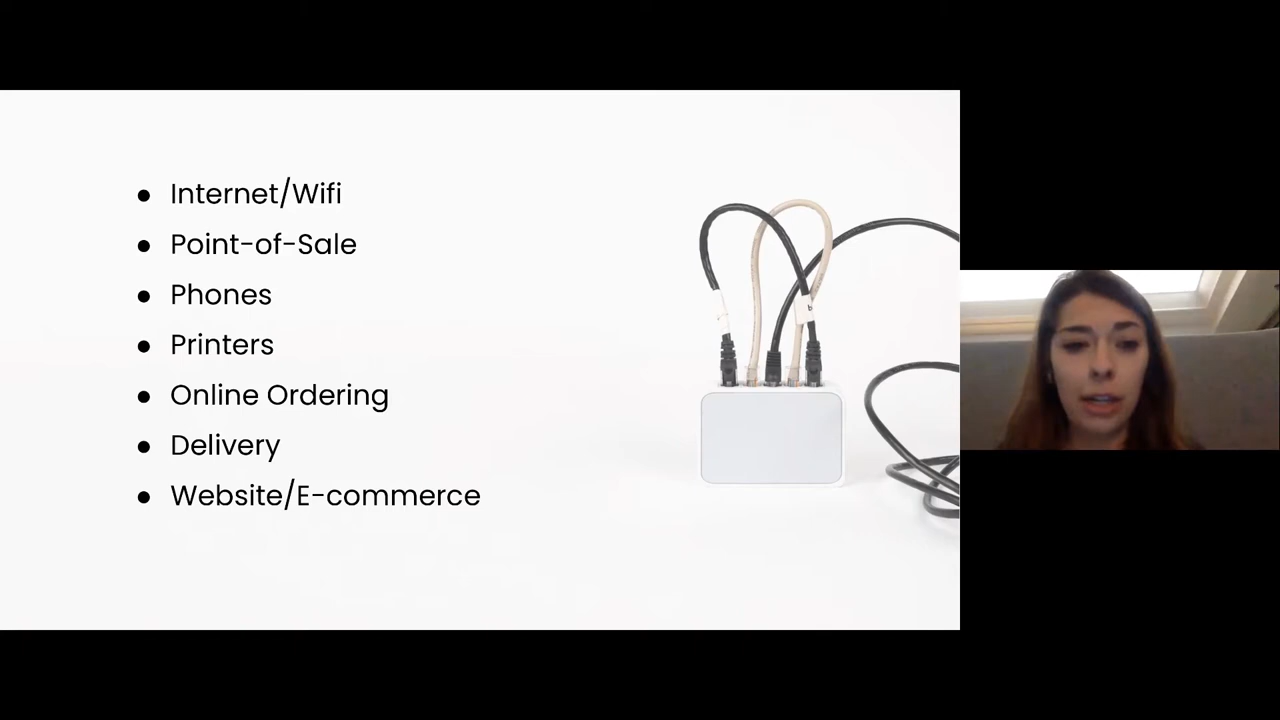 ● Internet/Wifi
● Point-of-Sale
● Phones
● Printers
● Online Ordering
● Delivery
● Website/E-commerce